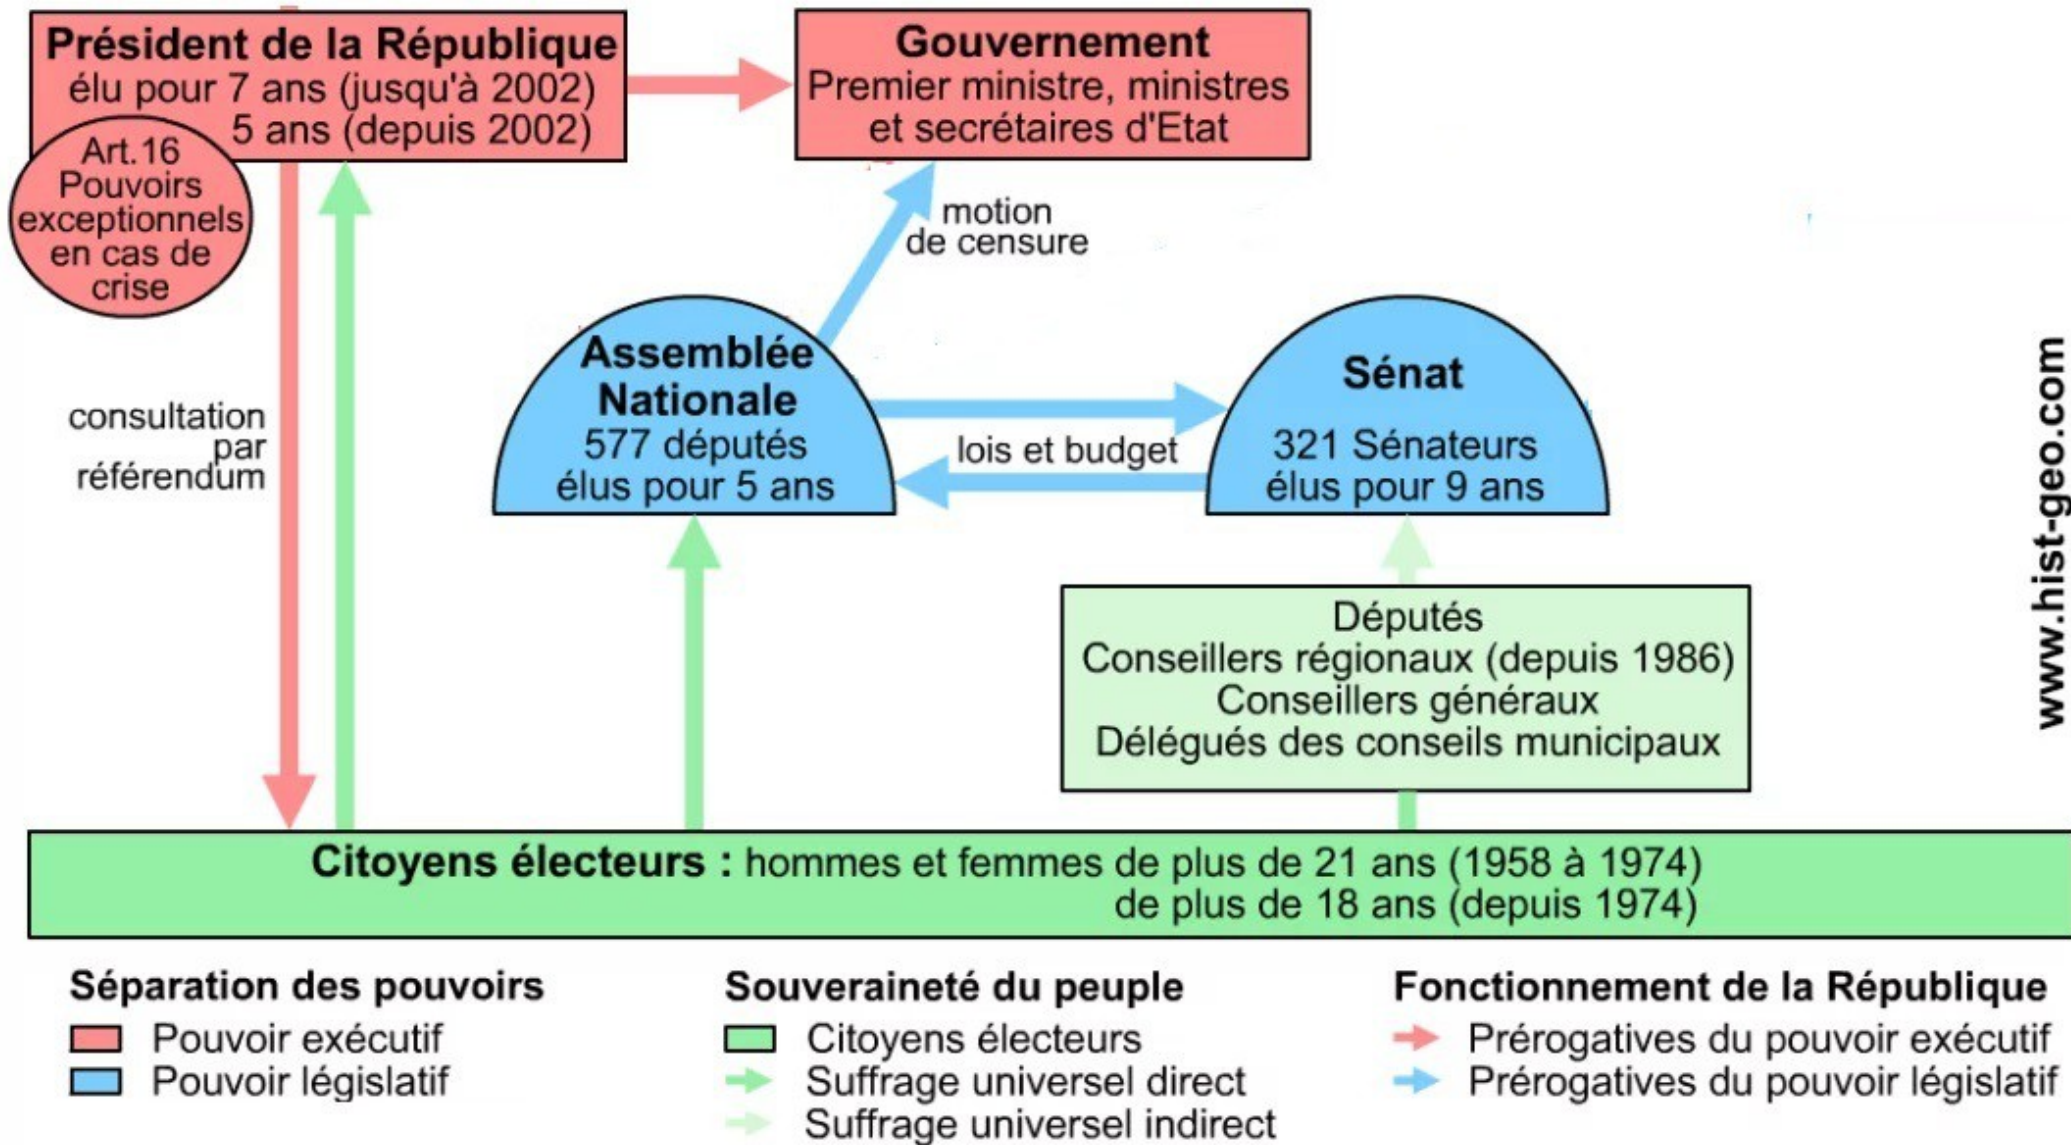 Président de la République
élu pour 7 ans (jusqu'à 2002)
5 ans (depuis 2002)
Art.16
Pouvoirs
exceptionnels
en cas de
crise
Gouvernement
Premier ministre, ministres
et secrétaires d'Etat
motion
de censure
consultation
par
référendum
Assemblée
Nationale
577 députés
élus pour 5 ans
lois et budget
Sénat
321 Sénateurs
élus pour 9 ans
Députés
Conseillers régionaux (depuis 1986)
Conseillers généraux
Délégués des conseils municipaux
www.hist-geo.com
Citoyens électeurs : hommes et femmes de plus de 21 ans (1958 à 1974)
de plus de 18 ans (depuis 1974)
Séparation des pouvoirs
Pouvoir exécutif
Pouvoir législatif
Souveraineté du peuple
Citoyens électeurs
Suffrage universel direct
Suffrage universel indirect
Fonctionnement de la République
Prérogatives du pouvoir exécutif
Prérogatives du pouvoir législatif